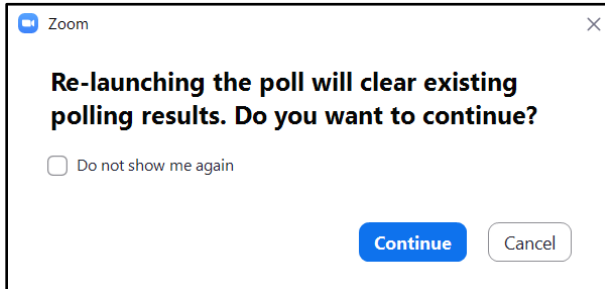 Zoom
Re-launching the poll will clear existing
polling results. Do you want to continue?
Do not show me again
Continue
Cancel